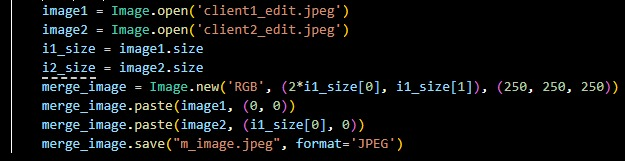 image1 = Image.open('client1_edit.jpeg')
image2 = Image.open('client2_edit.jpeg')
i1_size = image1.size
i2_size = image2.size
merge_image = Image.new('RGB', (2*i1_size[0], i1_size[1]), (250, 250, 250))
merge_image.paste(image1, (0, 0))
merge_image.paste(image2, (i1_size[0], 0))
merge_image.save("m_image.jpeg", format='JPEG')